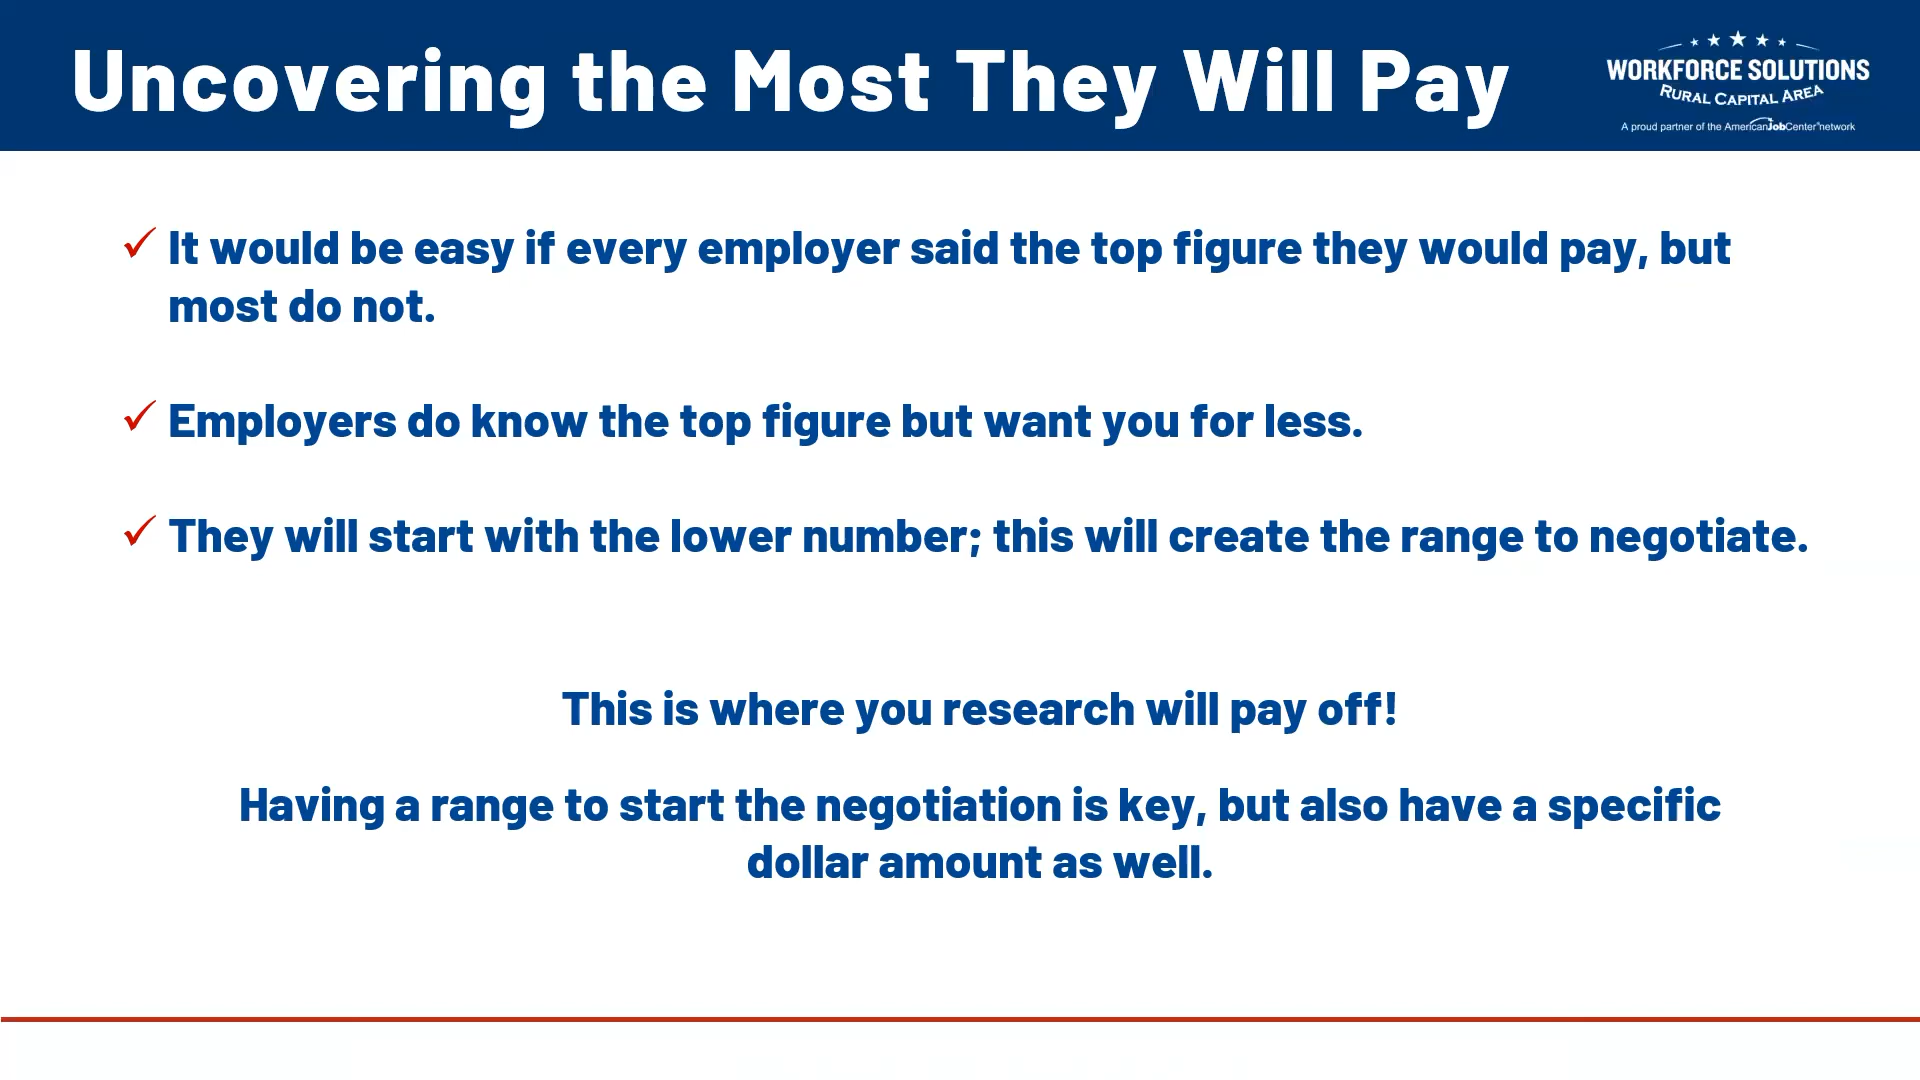 Uncovering the Most They Will Pay
WORKFORCE SOLUTIONS
RURAL CAPITAL AREA
A proud partner of the AmericanJobCenter®network
It would be easy if every employer said the top figure they would pay, but
most do not.
Employers do know the top figure but want you for less.
They will start with the lower number; this will create the range to negotiate.
This is where you research will pay off!
Having a range to start the negotiation is key, but also have a specific
dollar amount as well.